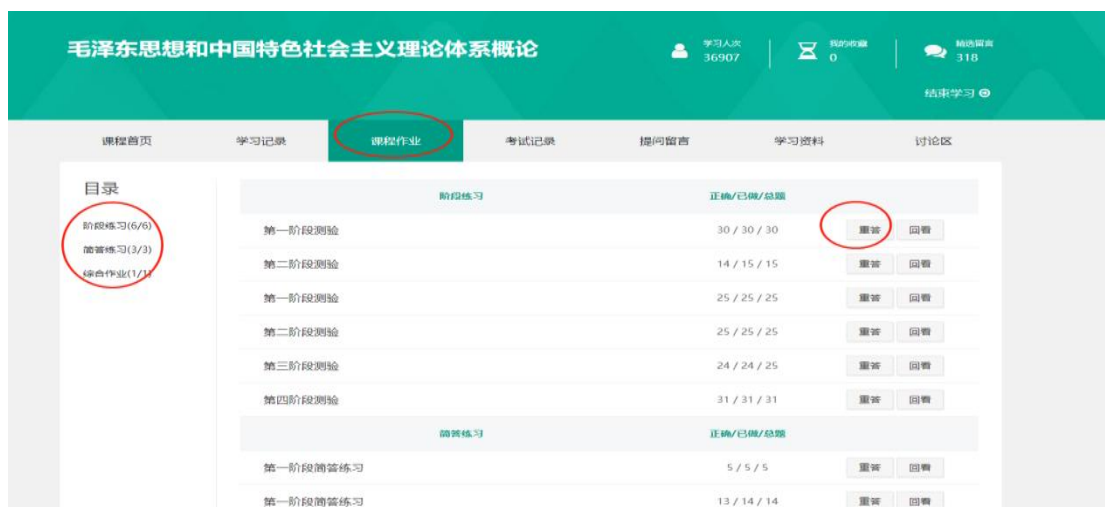 毛泽东思想和中国特色社会主义理论体系概论
学习人次
36907
我的收藏
0
精选留言
318
结束学习
课程首页 学习记录 课程作业 考试记录 提问留言 学习资料 讨论区
目录
阶段练习(6/6)
简答练习(3/3)
综合作业(1/1)
阶段练习 正确/已做/总题
第一阶段测验 30 / 30 / 30 重答 回看
第二阶段测验 14 / 15 / 15 重答 回看
第一阶段测验 25 / 25 / 25 重答 回看
第二阶段测验 25 / 25 / 25 重答 回看
第三阶段测验 24 / 24 / 25 重答 回看
第四阶段测验 31 / 31 / 31 重答 回看
简答练习 正确/已做/总题
第一阶段简答练习 5 / 5 / 5 重答 回看
第一阶段简答练习 13 / 14 / 14 重答 回看